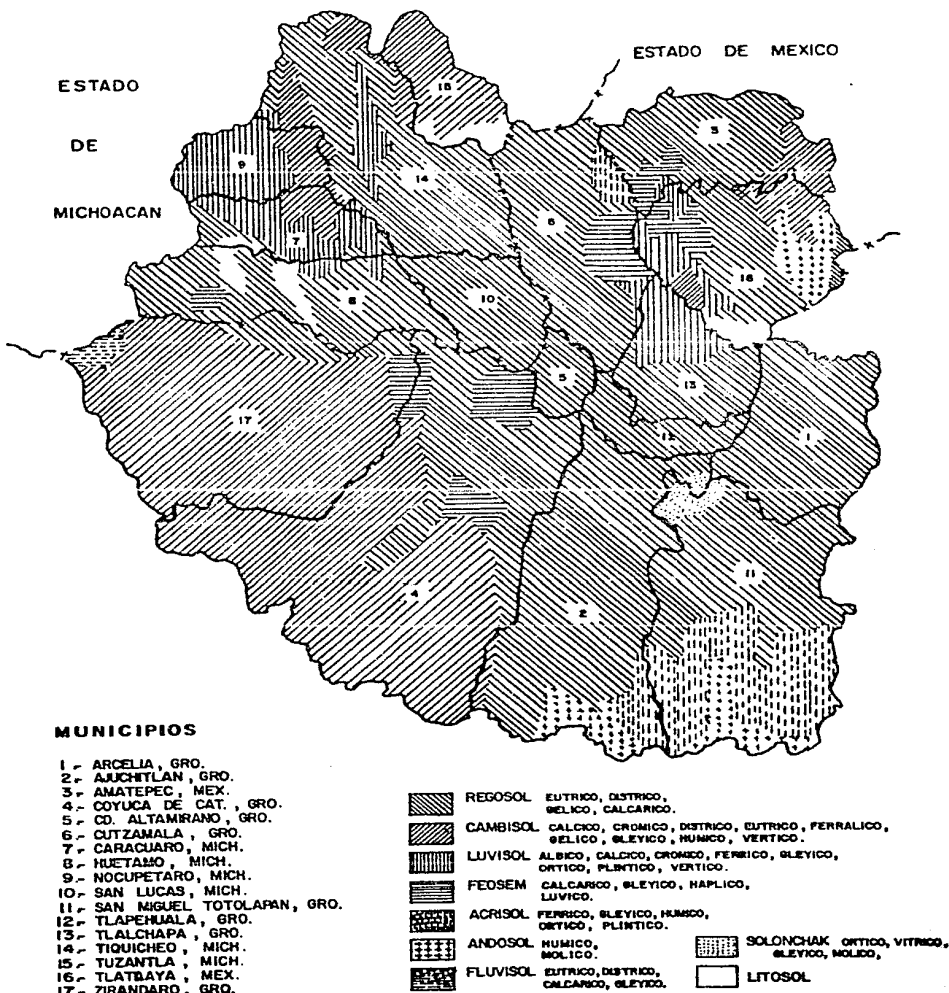 ESTADO DE MEXICO
ESTADO
DE
MICHOACAN
15
3
9
14
6
7
16
8
10
5
13
17
12
1
4
2
11
MUNICIPIOS
1.- ARCELIA, GRO.
2.- AJUCHITLAN, GRO.
3.- AMATEPEC, MEX.
4.- COYUCA DE CAT., GRO.
5.- CD. ALTAMIRANO, GRO.
6.- CUTZAMALA, GRO.
7.- CARACUARO, MICH.
8.- HUETAMO, MICH.
9.- NOCUPETARO, MICH.
10.- SAN LUCAS, MICH.
11.- SAN MIGUEL TOTOLAPAN, GRO.
12.- TLAPEHUALA, GRO.
13.- TLALCHAPA, GRO.
14.- TIQUICHEO, MICH.
15.- TUZANTLA, MICH.
16.- TLATBAYA, MEX.
17.- ZIRANDARO, GRO.
REGOSOL EUTRICO, DISTRICO,
GELICO, CALCARICO.
CAMBISOL CALCICO, CROMICO, DISTRICO, EUTRICO, FERRALICO,
GELICO, GLEYICO, HUMICO, VERTICO.
LUVISOL ALBICO, CALCICO, CROMICO, FERRICO, GLEYICO,
ORTICO, PLINTICO, VERTICO.
FEOSEM CALCARICO, GLEYICO, HAPLICO,
LUVICO.
ACRISOL FERRICO, GLEYICO, HUMICO,
ORTICO, PLINTICO.
ANDOSOL HUMICO,
MOLICO.
FLUVISOL EUTRICO, DISTRICO,
CALCARICO, GLEYICO.
SOLONCHAK ORTICO, VITRICO,
GLEYICO, MOLICO,
LITOSOL